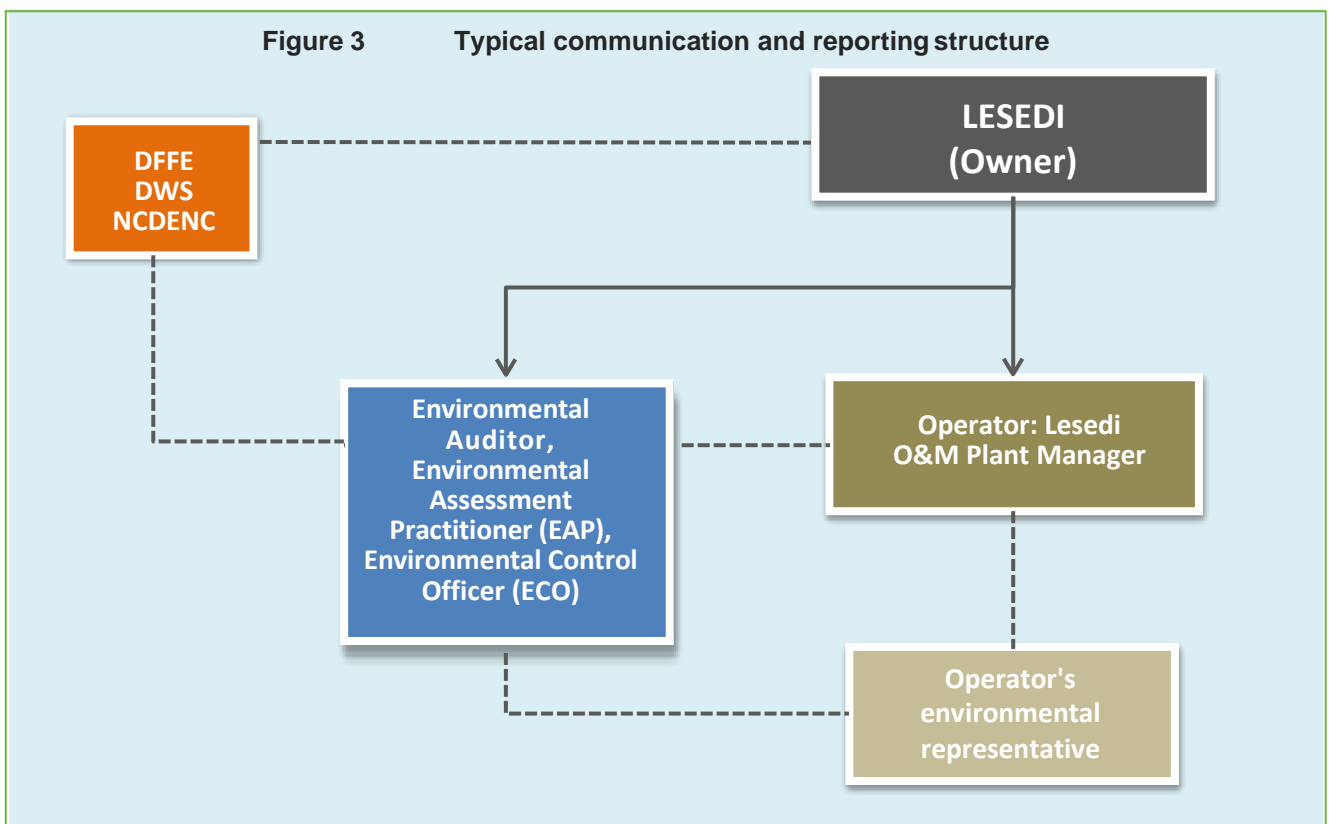 Figure 3 Typical communication and reporting structure
LESEDI
(Owner)
DFFE
DWS
NCDENC
Environmental
Auditor,
Environmental
Assessment
Practitioner (EAP),
Environmental Control
Officer (ECO)
Operator: Lesedi
O&M Plant Manager
Operator's
environmental
representative